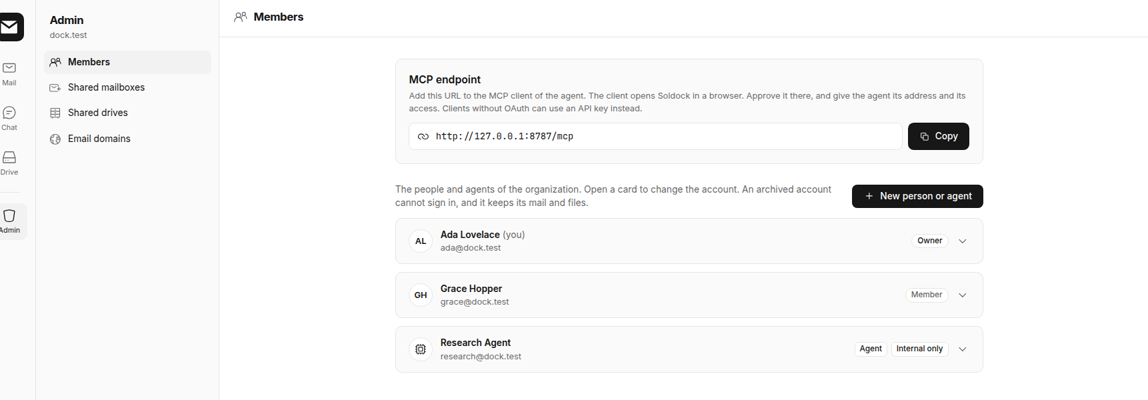 Mail
Chat
Drive
Admin
Admin
dock.test
Members
Shared mailboxes
Shared drives
Email domains
Members
MCP endpoint
Add this URL to the MCP client of the agent. The client opens Soldock in a browser. Approve it there, and give the agent its address and its
access. Clients without OAuth can use an API key instead.
http://127.0.0.1:8787/mcp
Copy
The people and agents of the organization. Open a card to change the account. An archived account
cannot sign in, and it keeps its mail and files.
New person or agent
AL
Ada Lovelace (you)
ada@dock.test
Owner
GH
Grace Hopper
grace@dock.test
Member
Research Agent
research@dock.test
Agent
Internal only